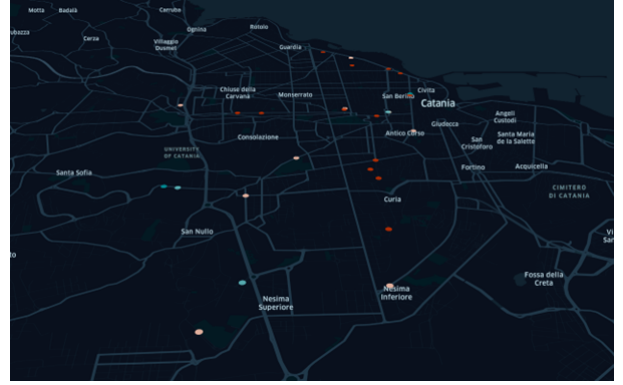 Motta
Badalà
Cerruba
Ognina
Rotolo
Cerza
Villaggio
Dusmet
Guardia
Chiuse della
Carvana
Monserrato
San Berillo
Civita
Catania
Angeli
Custodi
Consolazione
Antico Corso
Giudecca
San
Cristoforo
Santa Maria
de la Salette
UNIVERSITY
OF CATANIA
Santa Sofia
Fortino
Acquicella
CIMITERO
DI CATANIA
Curia
San Nullo
Nesima
Superiore
Nesima
Inferiore
Fossa della
Creta